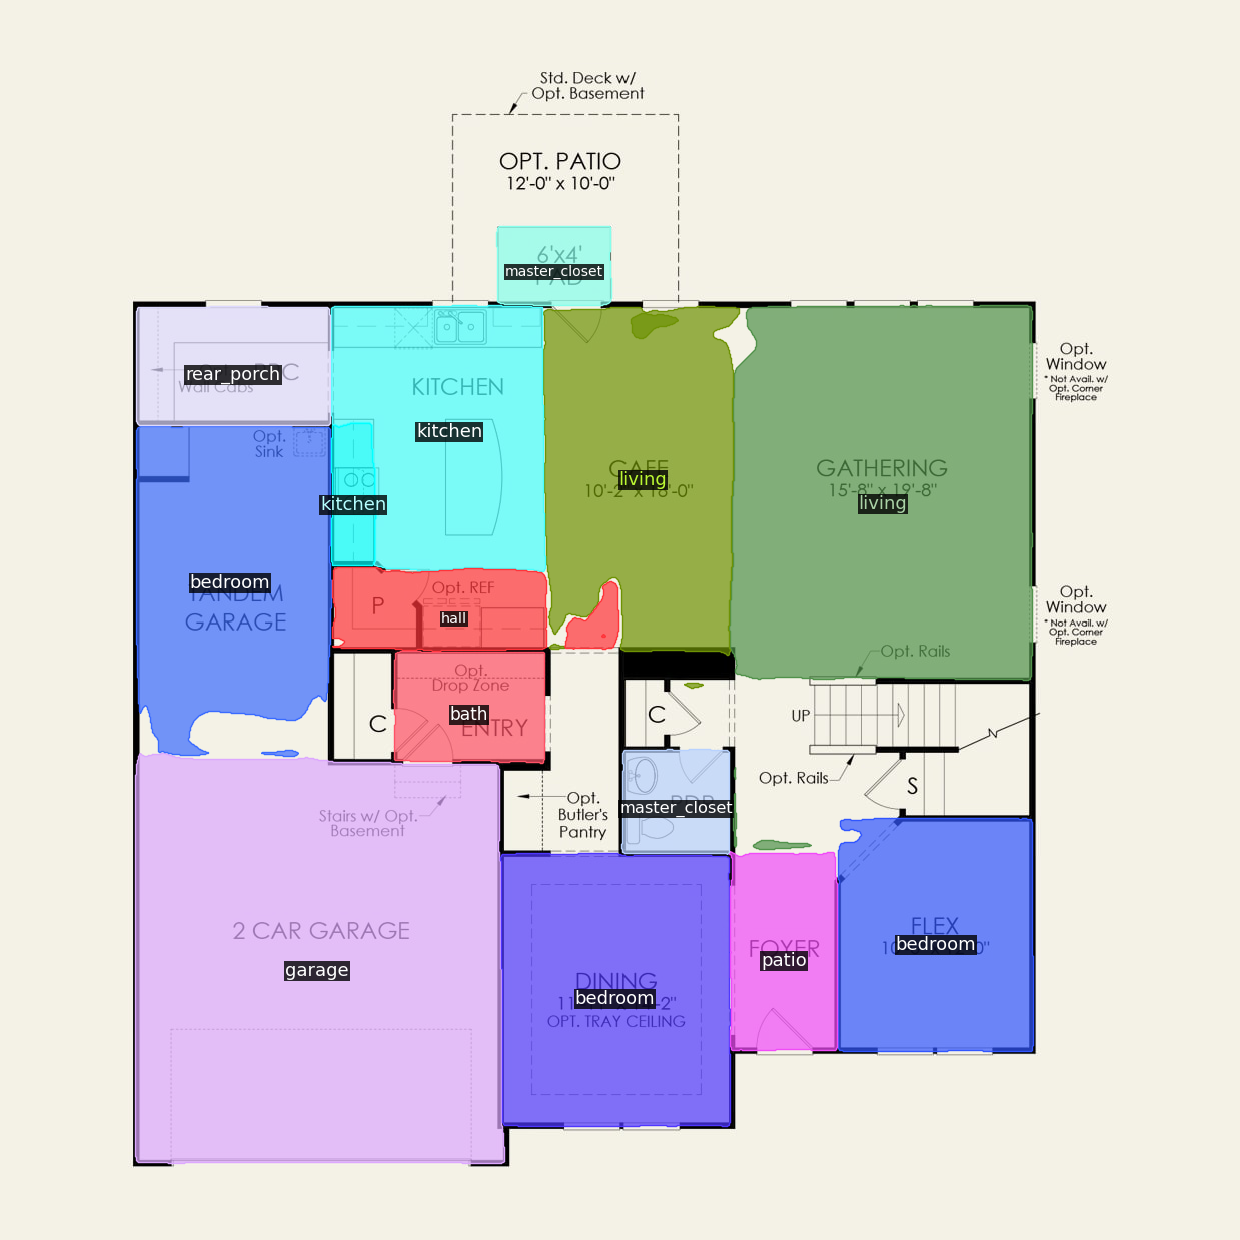 Std. Deck w/
Opt. Basement
OPT. PATIO
12'-0" x 10'-0"
6'x4'
PAD
master_closet
Opt.
Window
* Not Avail. w/
Opt. Corner
Fireplace
rear_porch
Wall Cabs
KITCHEN
kitchen
Opt.
Sink
kitchen
CAFE
living
10'-2" x 18'-0"
GATHERING
15'-8" x 19'-8"
living
bedroom
TANDEM
GARAGE
Opt. REF
P
hall
Opt.
Window
* Not Avail. w/
Opt. Corner
Fireplace
Opt. Rails
Opt.
Drop Zone
bath
ENTRY
C
C
UP
Opt. Rails
S
Stairs w/ Opt.
Basement
Opt.
Butler's
Pantry
master_closet
2 CAR GARAGE
garage
DINING
bedroom
OPT. TRAY CEILING
FOYER
patio
FLEX
bedroom